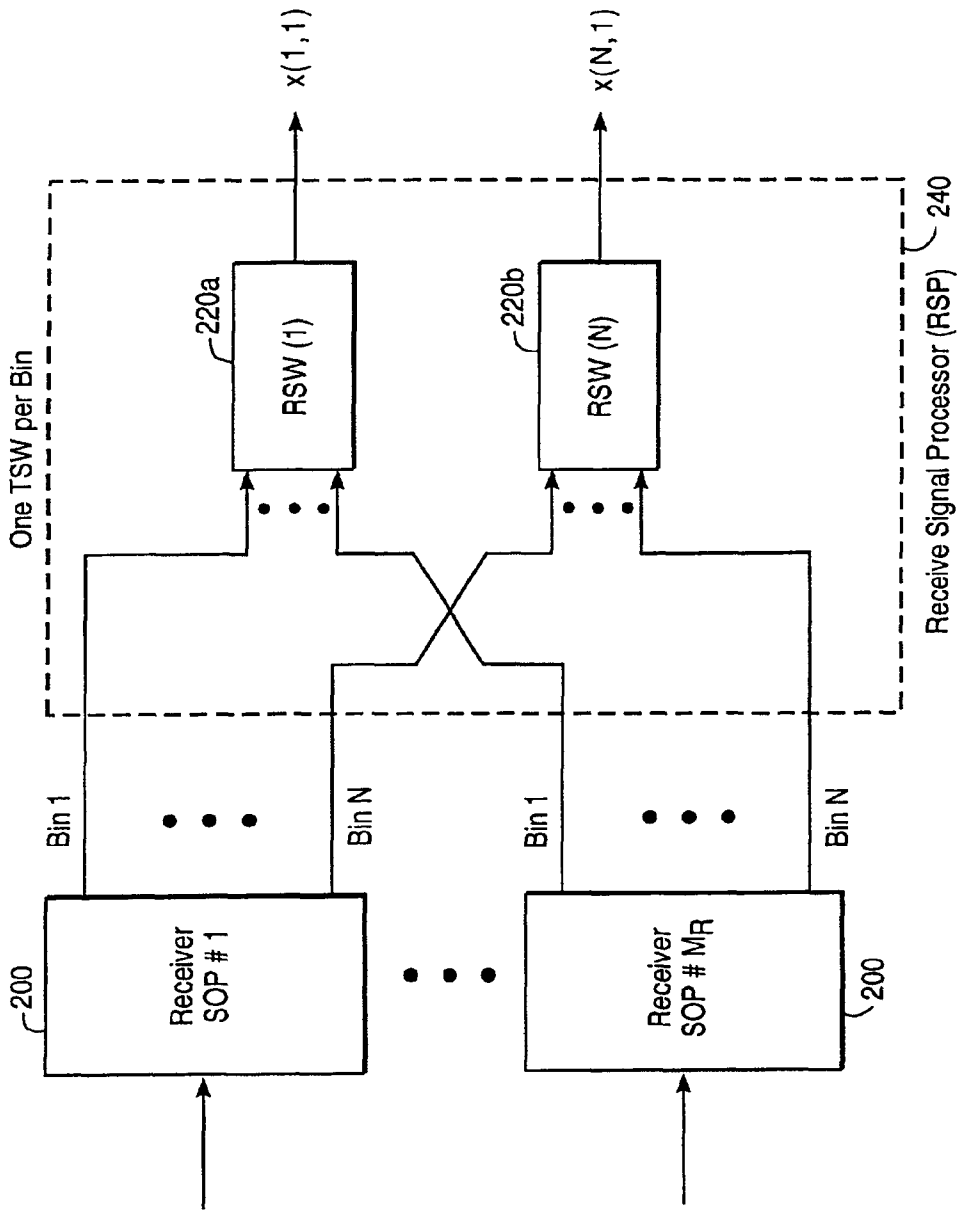 One TSW per Bin
200
Receiver
SOP # 1
Bin 1
Bin N
220a
RSW (1)
x(1,1)
200
Receiver
SOP # MR
Bin 1
Bin N
220b
RSW (N)
x(N,1)
240
Receive Signal Processor (RSP)